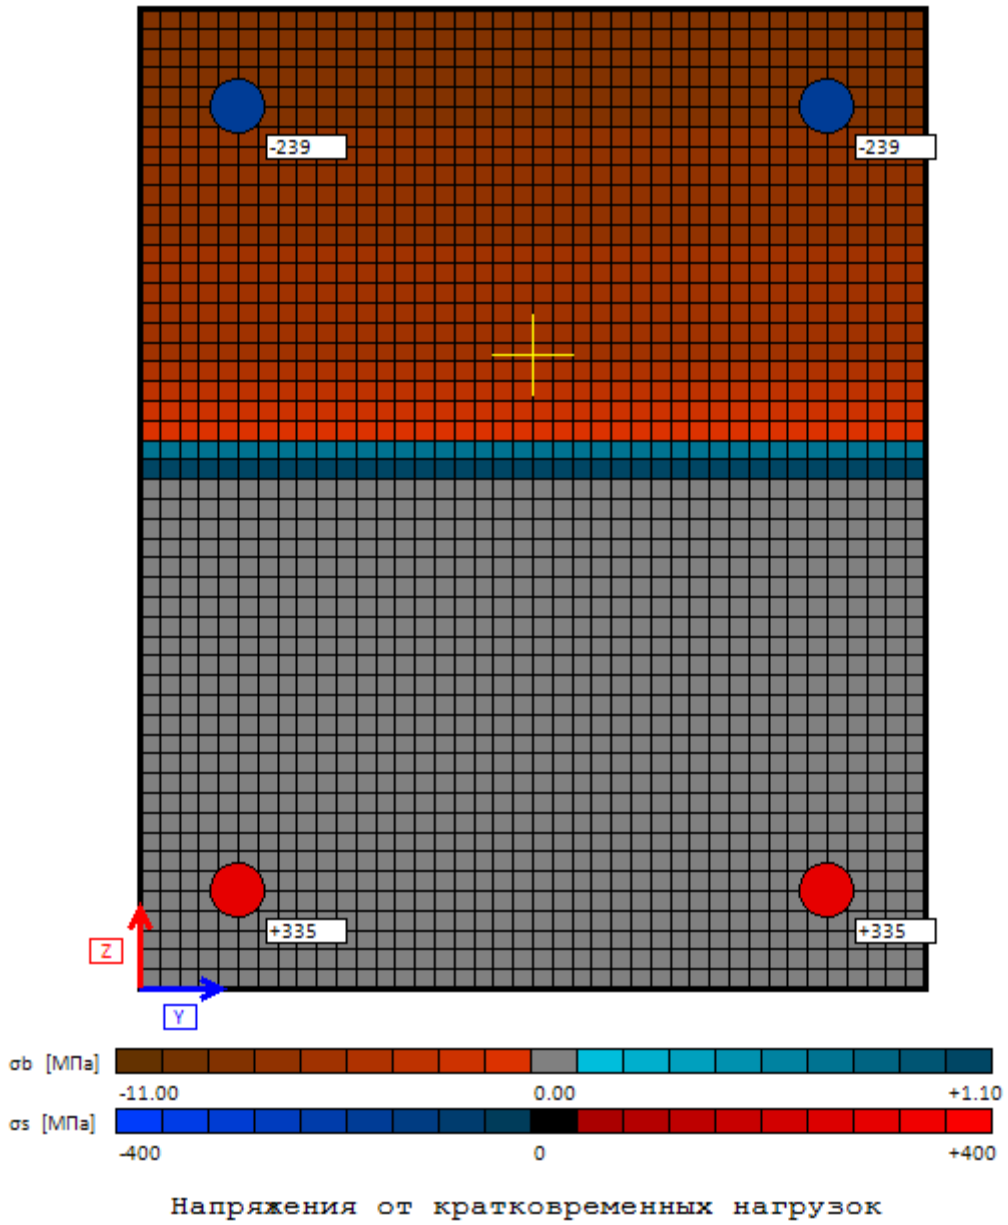 -239 -239
+335 +335
Z
Y
σb [МПа]
-11.00 0.00 +1.10
σs [МПа]
-400 0 +400
Напряжения от кратковременных нагрузок